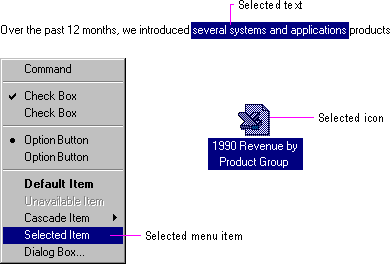 Selected text
Over the past 12 months, we introduced several systems and applications products
Command
Check Box
Check Box
Option Button
Option Button
Default Item
Unavailable Item
Cascade Item
Selected Item
Dialog Box...
Selected menu item
1990 Revenue by
Product Group
Selected icon